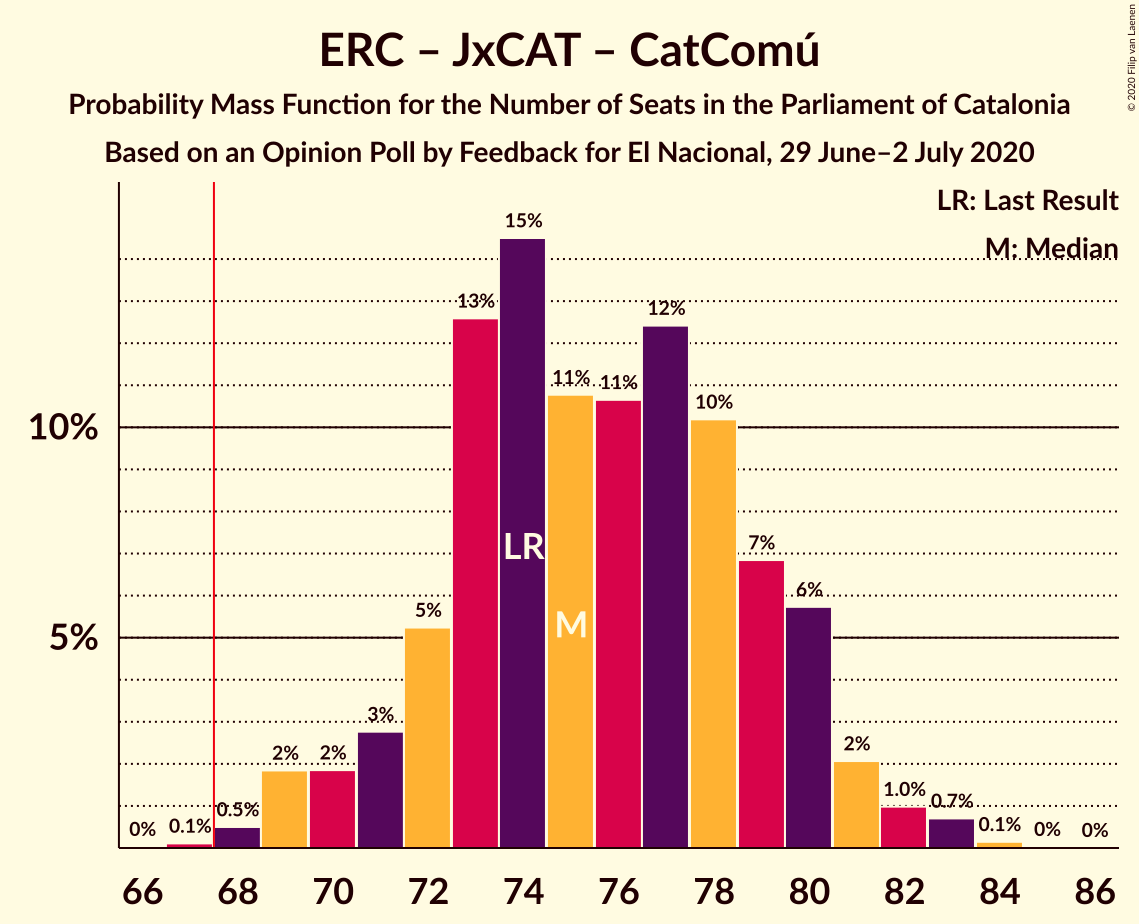 ERC – JxCAT – CatComú
Probability Mass Function for the Number of Seats in the Parliament of Catalonia
Based on an Opinion Poll by Feedback for El Nacional, 29 June–2 July 2020
© 2020 Filip van Laenen
LR: Last Result
M: Median
10%
5%
0%
0.1%
0.5%
2%
2%
3%
5%
13%
15%
11%
11%
12%
10%
7%
6%
2%
1.0%
0.7%
0.1%
0%
0%
LR
M
66 68 70 72 74 76 78 80 82 84 86